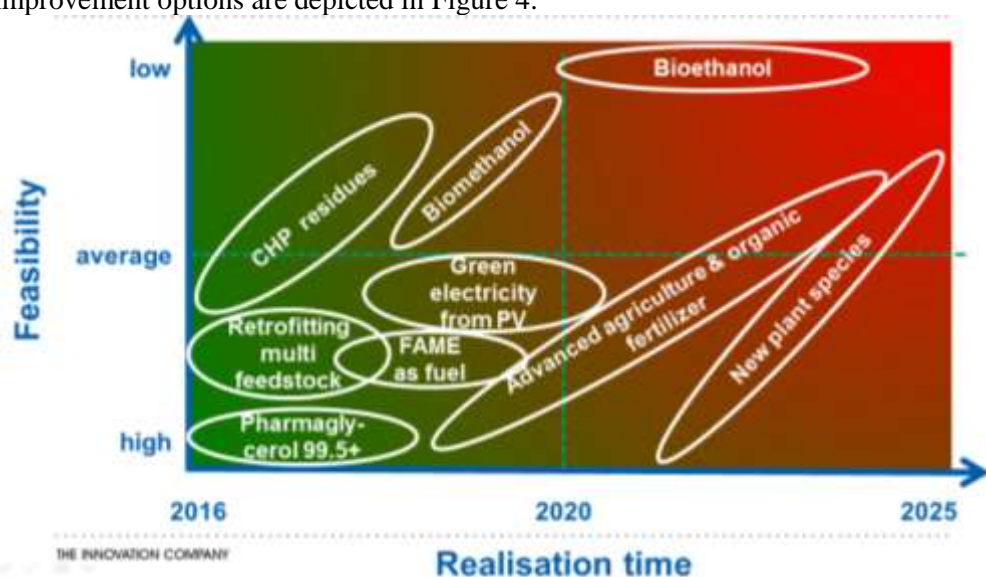 improvement options are depicted in Figure 4.
low
Bioethanol
CHP residues
Biomethanol
Feasibility
average
Green
electricity
from PV
Advanced agriculture & organic
fertilizer
New plant species
Retrofitting
multi
feedstock
FAME
as fuel
high
Pharmagly-
cerol 99.5+
2016
2020
2025
THE INNOVATION COMPANY
Realisation time